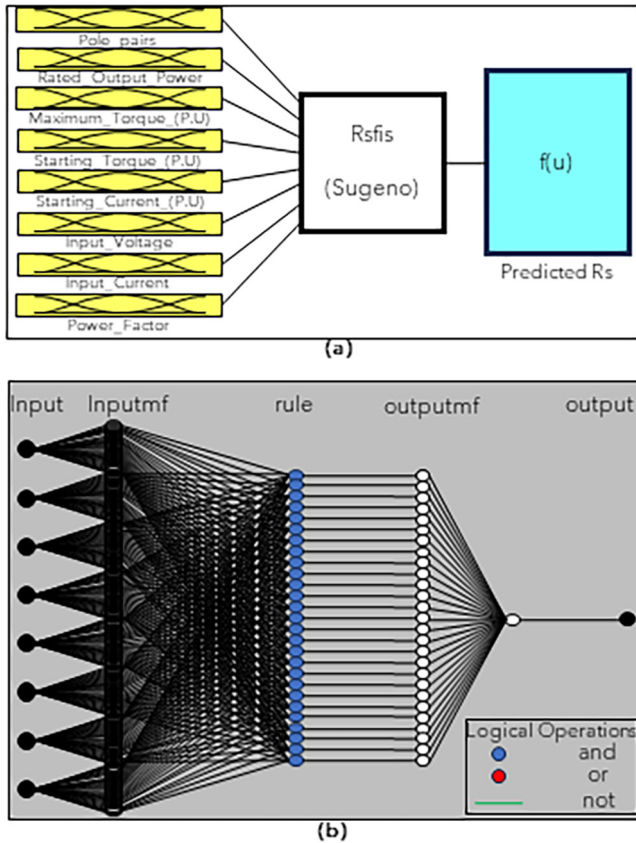 Pole_pairs
Rated_Output_Power
Maximum_Torque_(P.U)
Starting_Torque_(P.U)
Starting_Current_(P.U)
Input_Voltage
Input_Current
Power_Factor
Rsfis
(Sugeno)
f(u)
Predicted Rs
(a)
Input Inputmf rule outputmf output
Logical Operations
and
or
not
(b)